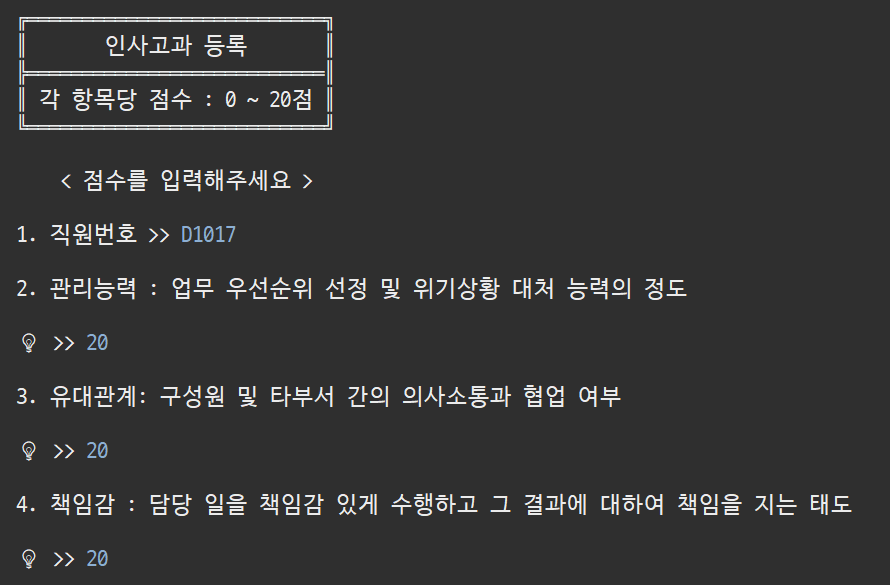 인사고과 등록
각 항목당 점수 : 0 ~ 20점
< 점수를 입력해주세요 >
1. 직원번호 >> D1017
2. 관리능력 : 업무 우선순위 선정 및 위기상황 대처 능력의 정도
💡 >> 20
3. 유대관계: 구성원 및 타부서 간의 의사소통과 협업 여부
💡 >> 20
4. 책임감 : 담당 일을 책임감 있게 수행하고 그 결과에 대하여 책임을 지는 태도
💡 >> 20